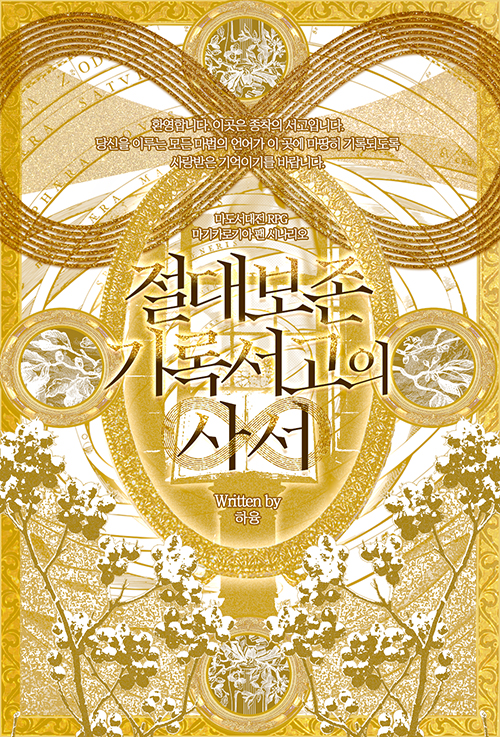 환영합니다. 이곳은 종착의 서고입니다.
당신을 이루는 모든 마법의 언어가 이 곳에 마땅히 기록되도록
사랑받은 기억이기를 바랍니다.
마도서대전 RPG
마기카로기아 팬 시나리오
절대보존
기록서고의
사서
Written by
하융